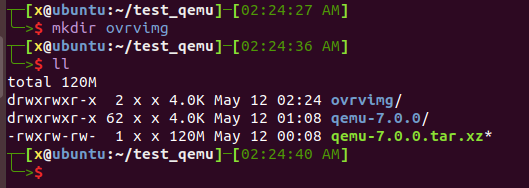 ┌─[x@ubuntu:~/test_qemu]─[02:24:27 AM]
└─>$ mkdir ovrvimg
┌─[x@ubuntu:~/test_qemu]─[02:24:36 AM]
└─>$ ll
total 120M
drwxrwxr-x  2 x x 4.0K May 12 02:24 ovrvimg/
drwxrwxr-x 62 x x 4.0K May 12 01:08 qemu-7.0.0/
-rwxrw-rw-  1 x x 120M May 12 00:08 qemu-7.0.0.tar.xz*
┌─[x@ubuntu:~/test_qemu]─[02:24:40 AM]
└─>$